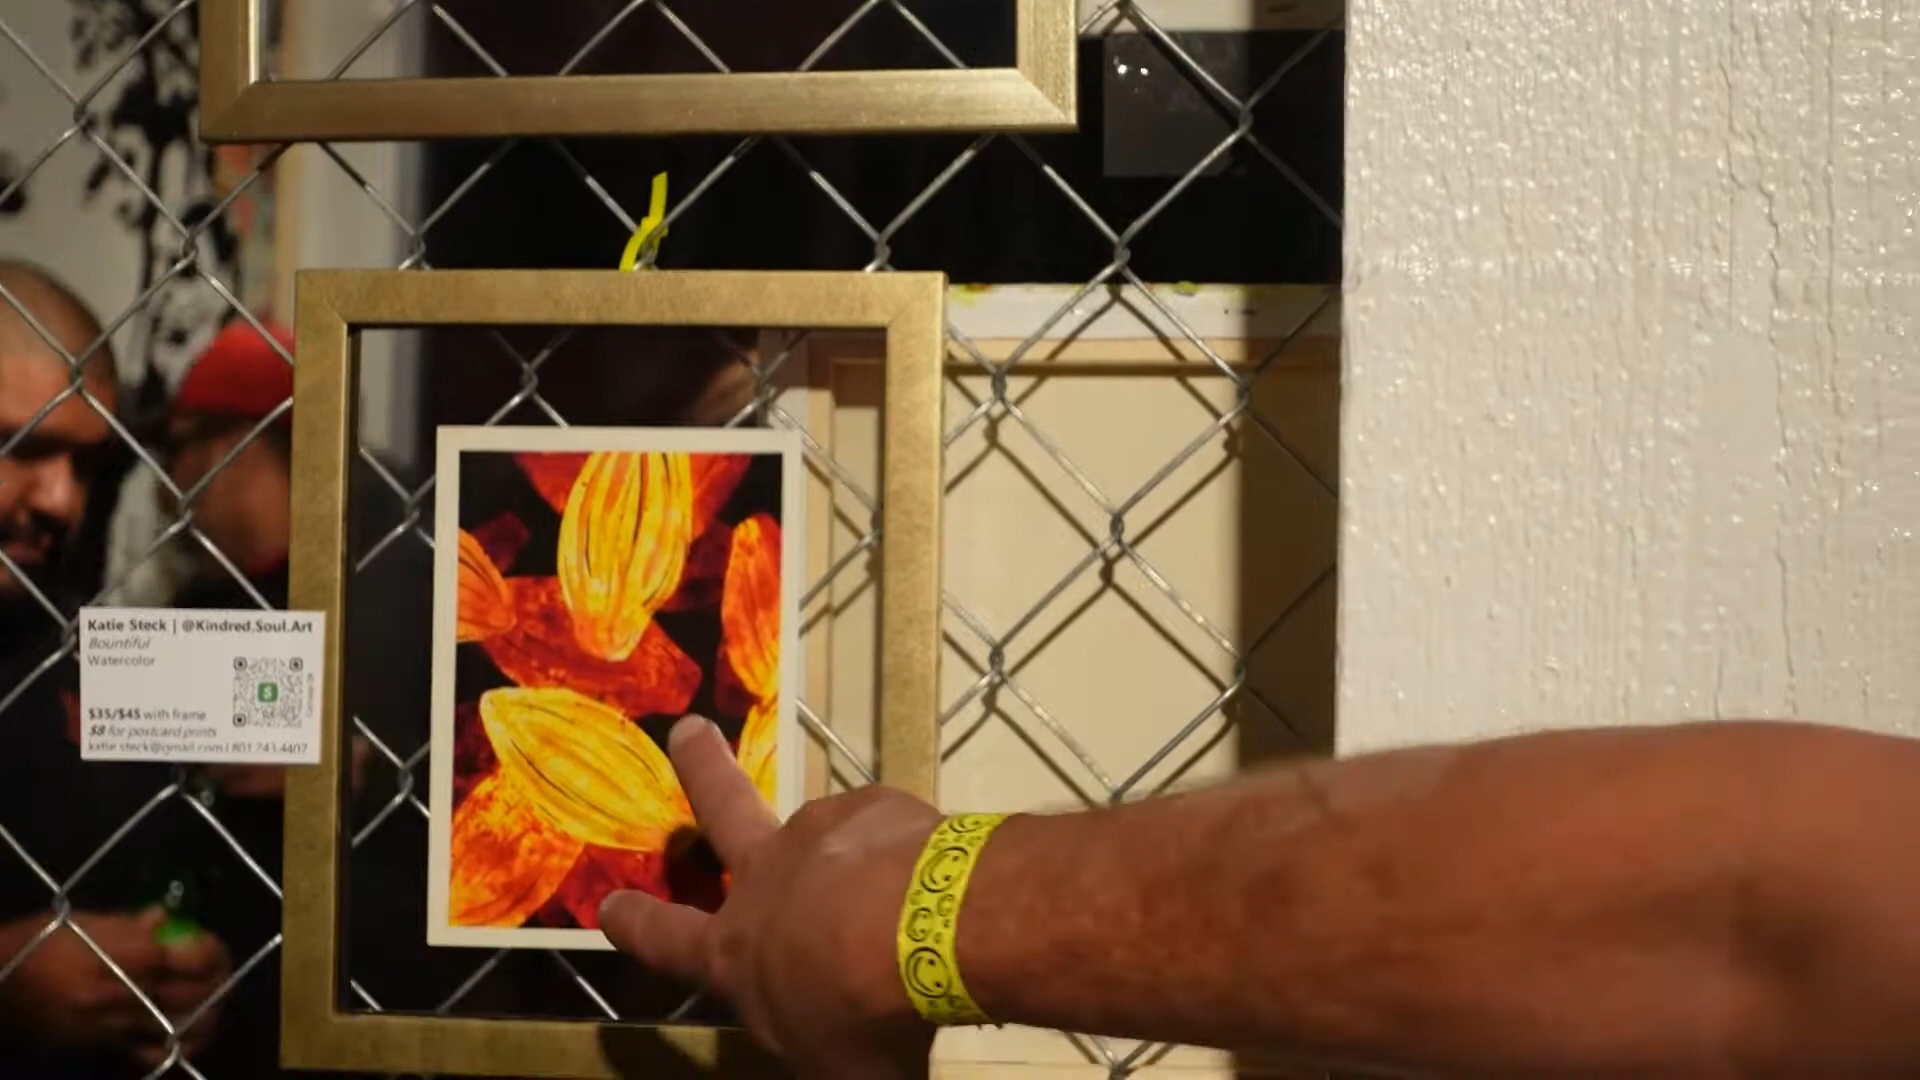 Katie Steck | @Kindred.Soul.Art
Bountiful
Watercolor
$35/$45 with frame
$8 for postcard prints
katie.steck@gmail.com | 801.243.4407